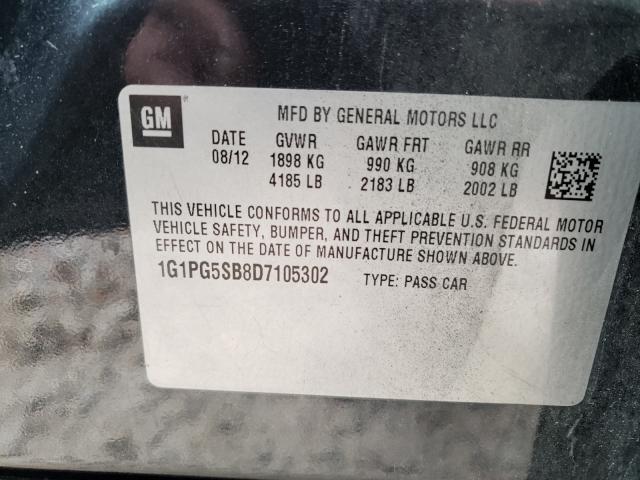 GM
MFD BY GENERAL MOTORS LLC
DATE GVWR GAWR FRT GAWR RR
08/12 1898 KG 990 KG 908 KG
4185 LB 2183 LB 2002 LB
THIS VEHICLE CONFORMS TO ALL APPLICABLE U.S. FEDERAL MOTOR
VEHICLE SAFETY, BUMPER, AND THEFT PREVENTION STANDARDS IN
EFFECT ON THE DATE OF MANUFACTURE SHOWN ABOVE.
1G1PG5SB8D7105302 TYPE: PASS CAR